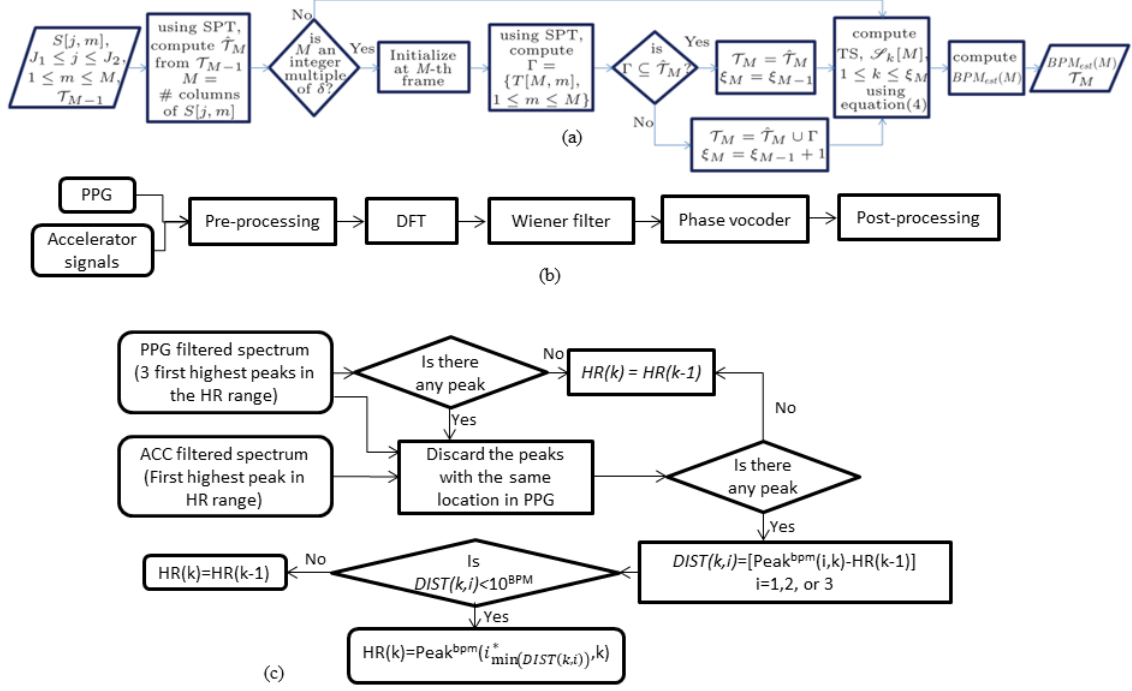 S[j, m],
J₁ ≤ j ≤ J₂,
1 ≤ m ≤ M,
𝒯_{M−1}
using SPT,
compute 𝒯̂_M
from 𝒯_{M−1}
M =
# columns
of S[j, m]
No
is
M an
integer
multiple
of δ?
Yes
Initialize
at M-th
frame
using SPT,
compute
Γ =
{T[M, m],
1 ≤ m ≤ M}
is
Γ ⊆ 𝒯̂_M?
Yes
𝒯_M = 𝒯̂_M
ξ_M = ξ_{M−1}
No
𝒯_M = 𝒯̂_M ∪ Γ
ξ_M = ξ_{M−1} + 1
compute
TS, 𝒮_k[M],
1 ≤ k ≤ ξ_M
using
equation(4)
compute
BPM_{est}(M)
BPM_{est}(M)
𝒯_M
(a)
PPG
Accelerator
signals
Pre-processing
DFT
Wiener filter
Phase vocoder
Post-processing
(b)
PPG filtered spectrum
(3 first highest peaks in
the HR range)
Is there
any peak
No
HR(k) = HR(k-1)
Yes
No
ACC filtered spectrum
(First highest peak in
HR range)
Discard the peaks
with the same
location in PPG
Is there
any peak
Yes
DIST(k,i)=[Peak^{bpm}(i,k)-HR(k-1)]
i=1,2, or 3
Is
DIST(k,i)<10^{BPM}
No
HR(k)=HR(k-1)
Yes
HR(k)=Peak^{bpm}(i^*_{min(DIST(k,i))},k)
(c)